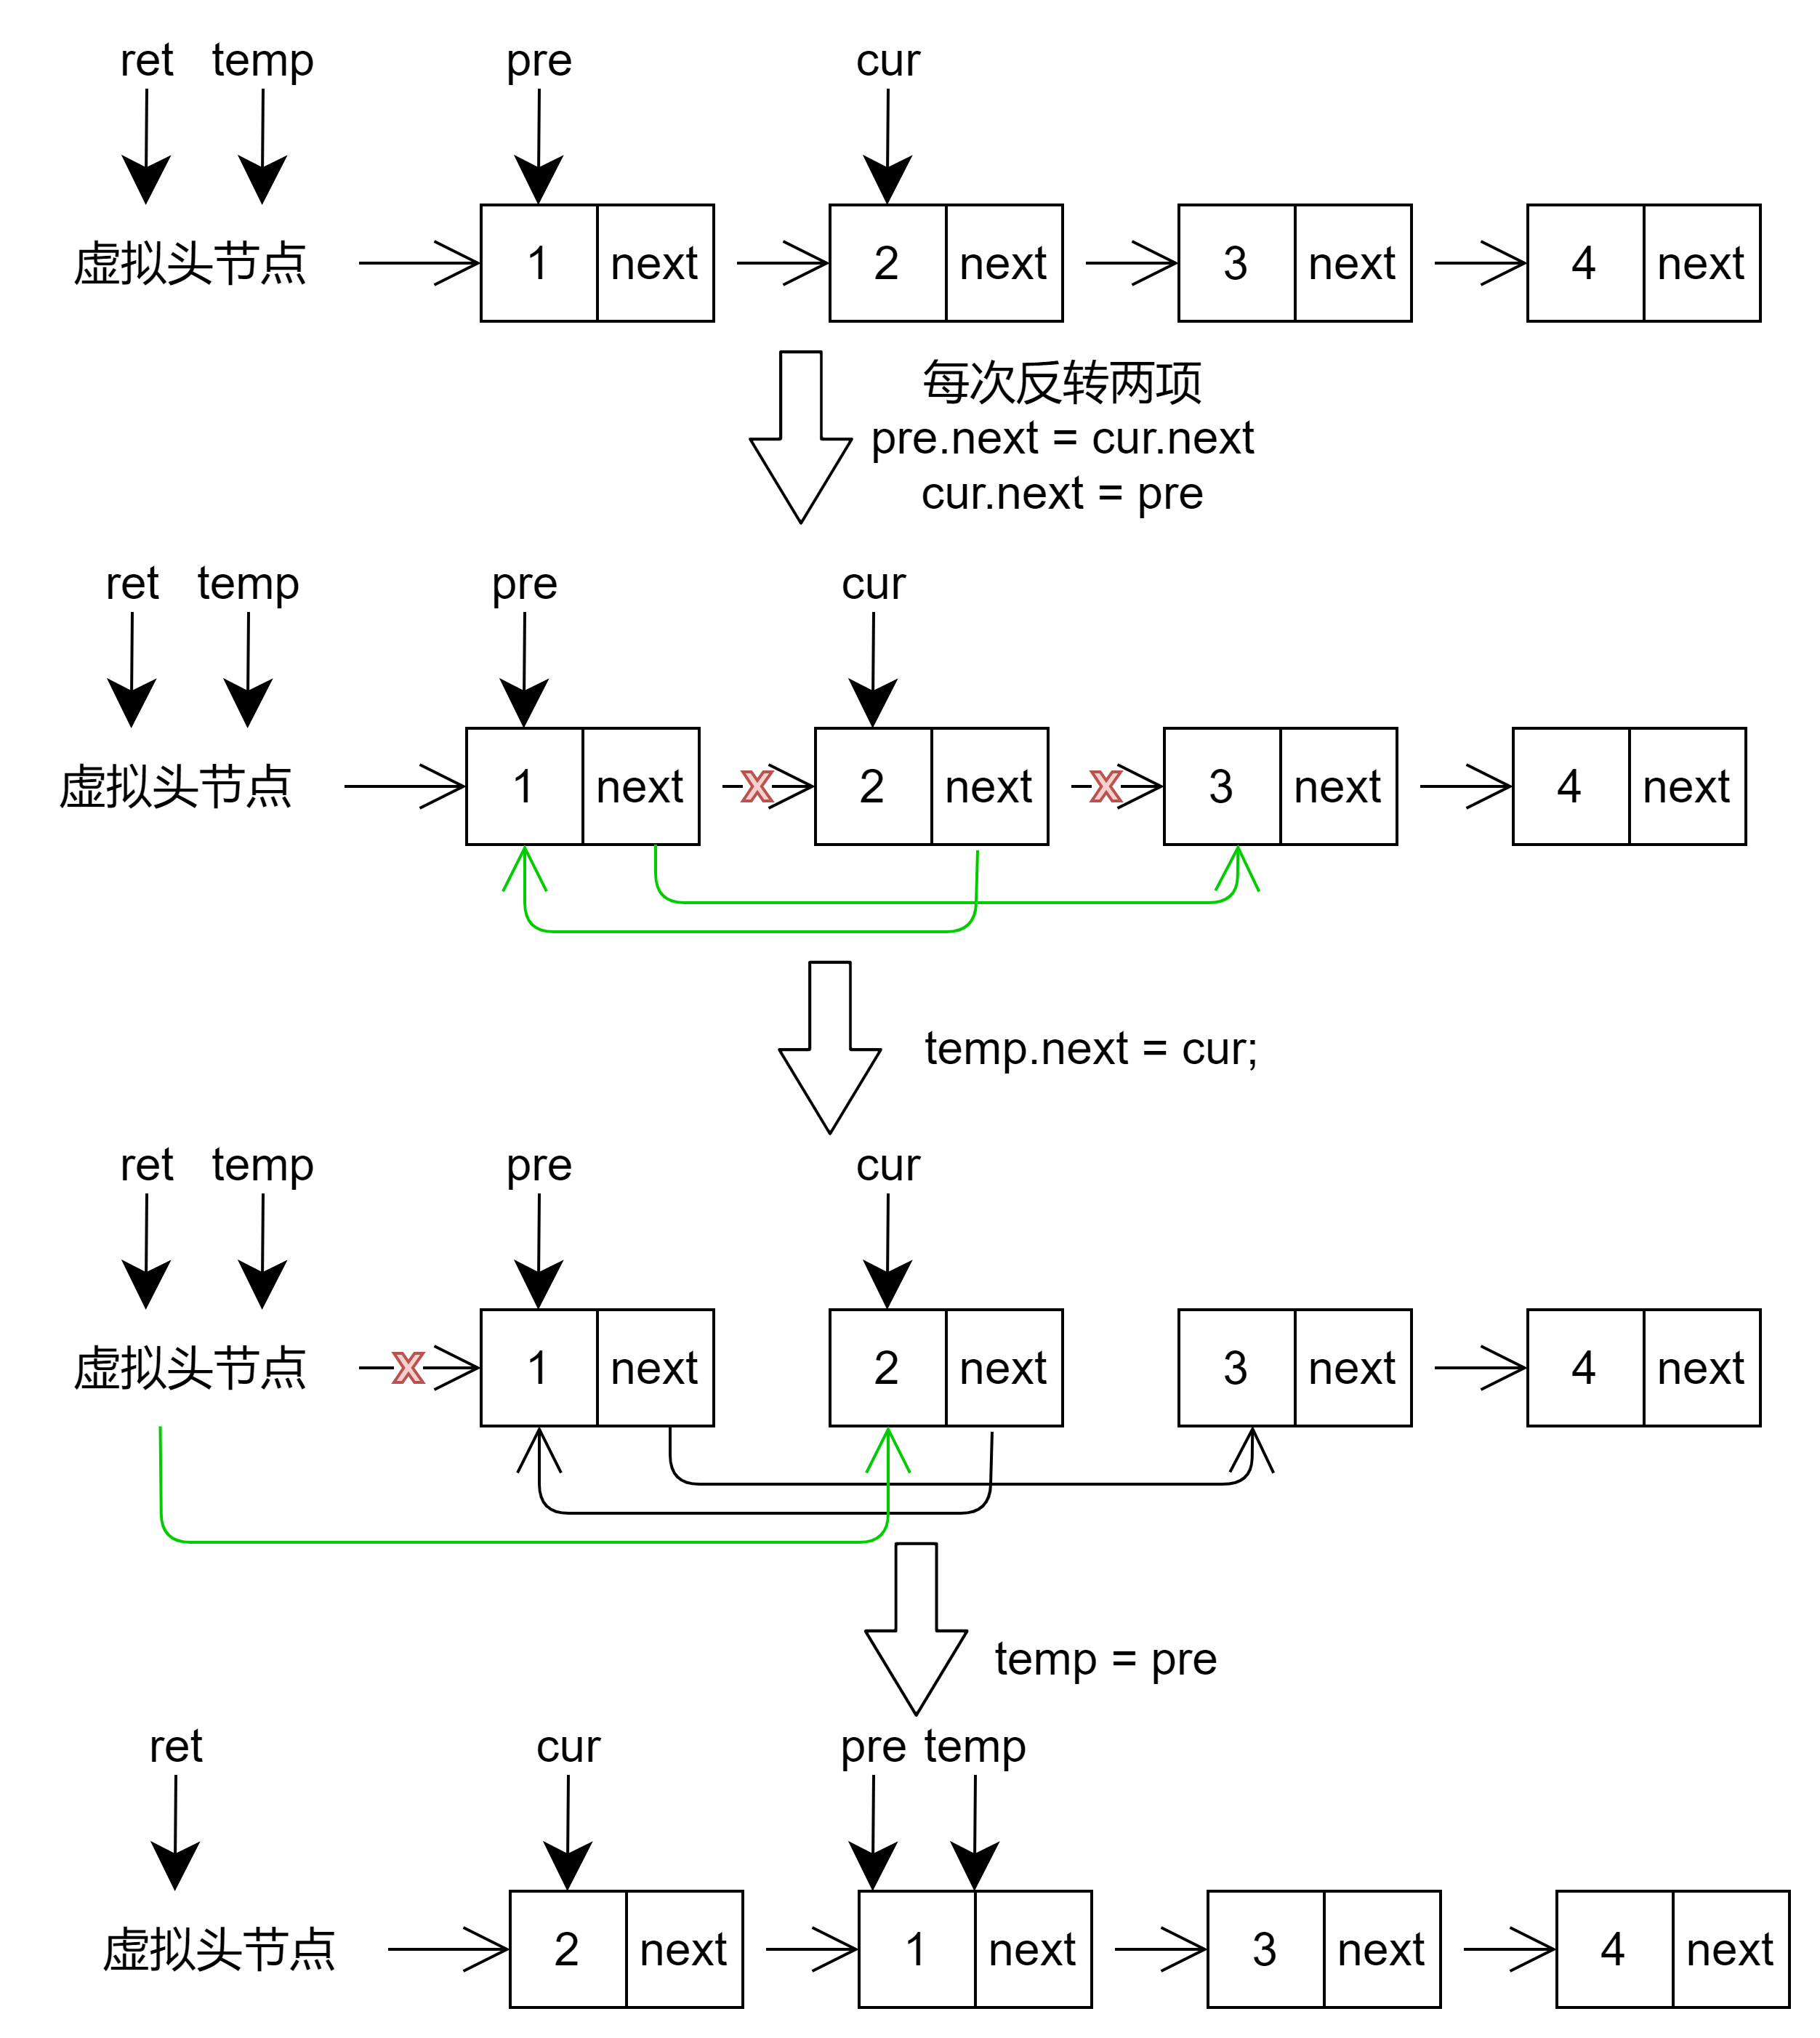 ret temp pre cur
虚拟头节点 1 next 2 next 3 next 4 next
每次反转两项
pre.next = cur.next
cur.next = pre
ret temp pre cur
虚拟头节点 1 next X 2 next X 3 next 4 next
temp.next = cur;
ret temp pre cur
虚拟头节点 X 1 next 2 next 3 next 4 next
temp = pre
ret cur pre temp
虚拟头节点 2 next 1 next 3 next 4 next